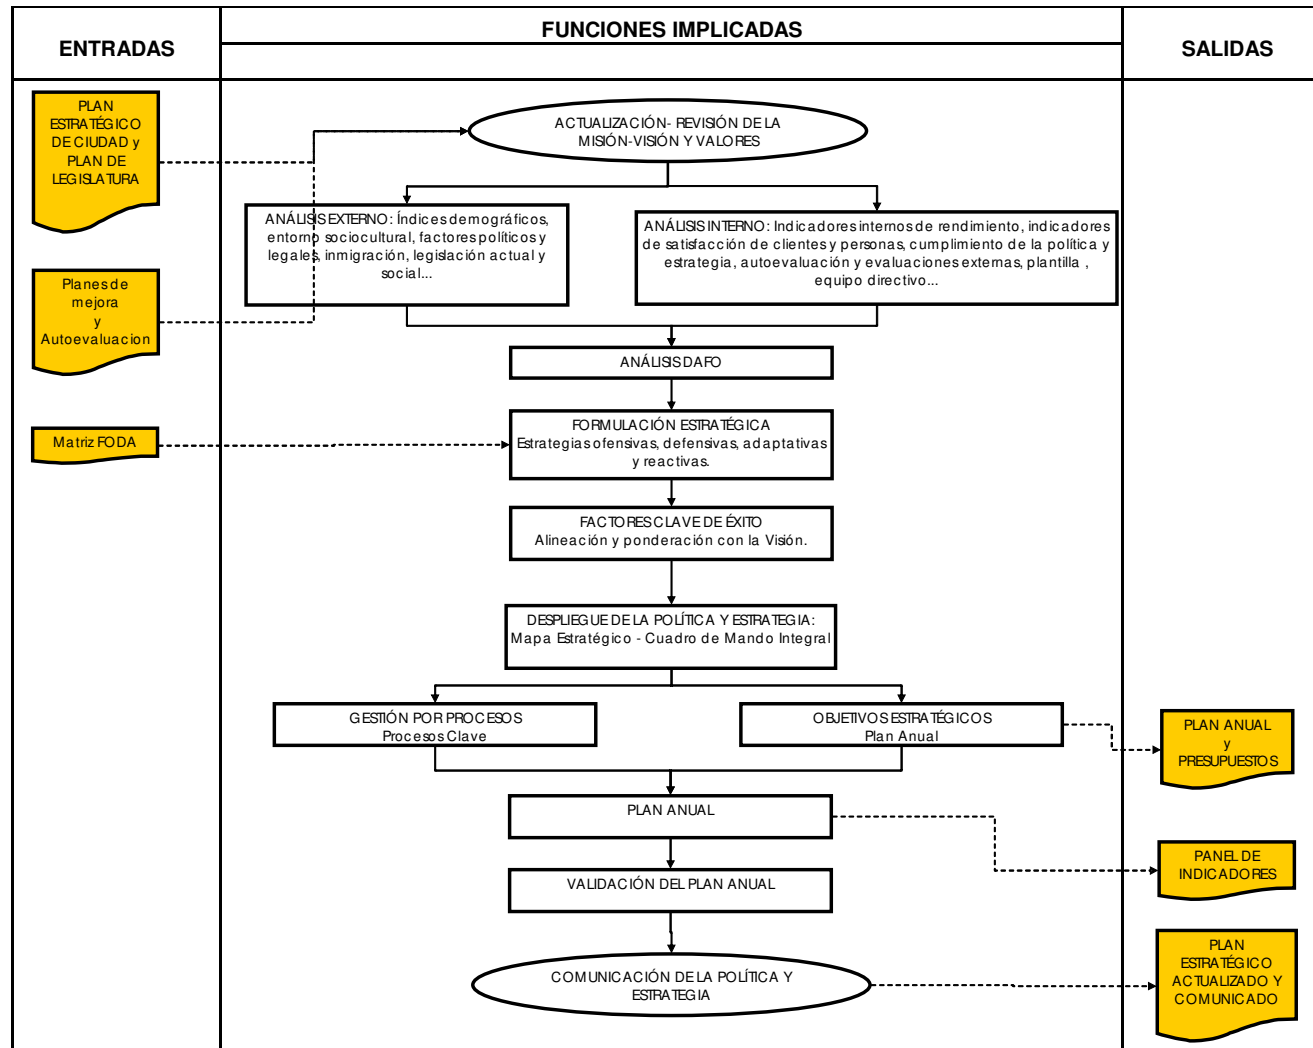 ENTRADAS
FUNCIONES IMPLICADAS
SALIDAS
PLAN
ESTRATÉGICO
DE CIUDAD y
PLAN DE
LEGISLATURA
ACTUALIZACIÓN- REVISIÓN DE LA
MISIÓN-VISIÓN Y VALORES
ANÁLISIS EXTERNO: Índices demográficos,
entorno sociocultural, factores políticos y
legales, inmigración, legislación actual y
social...
ANÁLISIS INTERNO: Indicadores internos de rendimiento, indicadores
de satisfacción de clientes y personas, cumplimiento de la política y
estrategia, autoevaluación y evaluaciones externas, plantilla ,
equipo directivo...
Planes de
mejora
y
Autoevaluacion
ANÁLISIS DAFO
Matriz FODA
FORMULACIÓN ESTRATÉGICA
Estrategias ofensivas, defensivas, adaptativas
y reactivas.
FACTORES CLAVE DE ÉXITO
Alineación y ponderación con la Visión.
DESPLIEGUE DE LA POLÍTICA Y ESTRATEGIA:
Mapa Estratégico - Cuadro de Mando Integral
GESTIÓN POR PROCESOS
Procesos Clave
OBJETIVOS ESTRATÉGICOS
Plan Anual
PLAN ANUAL
y
PRESUPUESTOS
PLAN ANUAL
PANEL DE
INDICADORES
VALIDACIÓN DEL PLAN ANUAL
COMUNICACIÓN DE LA POLÍTICA Y
ESTRATEGIA
PLAN
ESTRATÉGICO
ACTUALIZADO Y
COMUNICADO